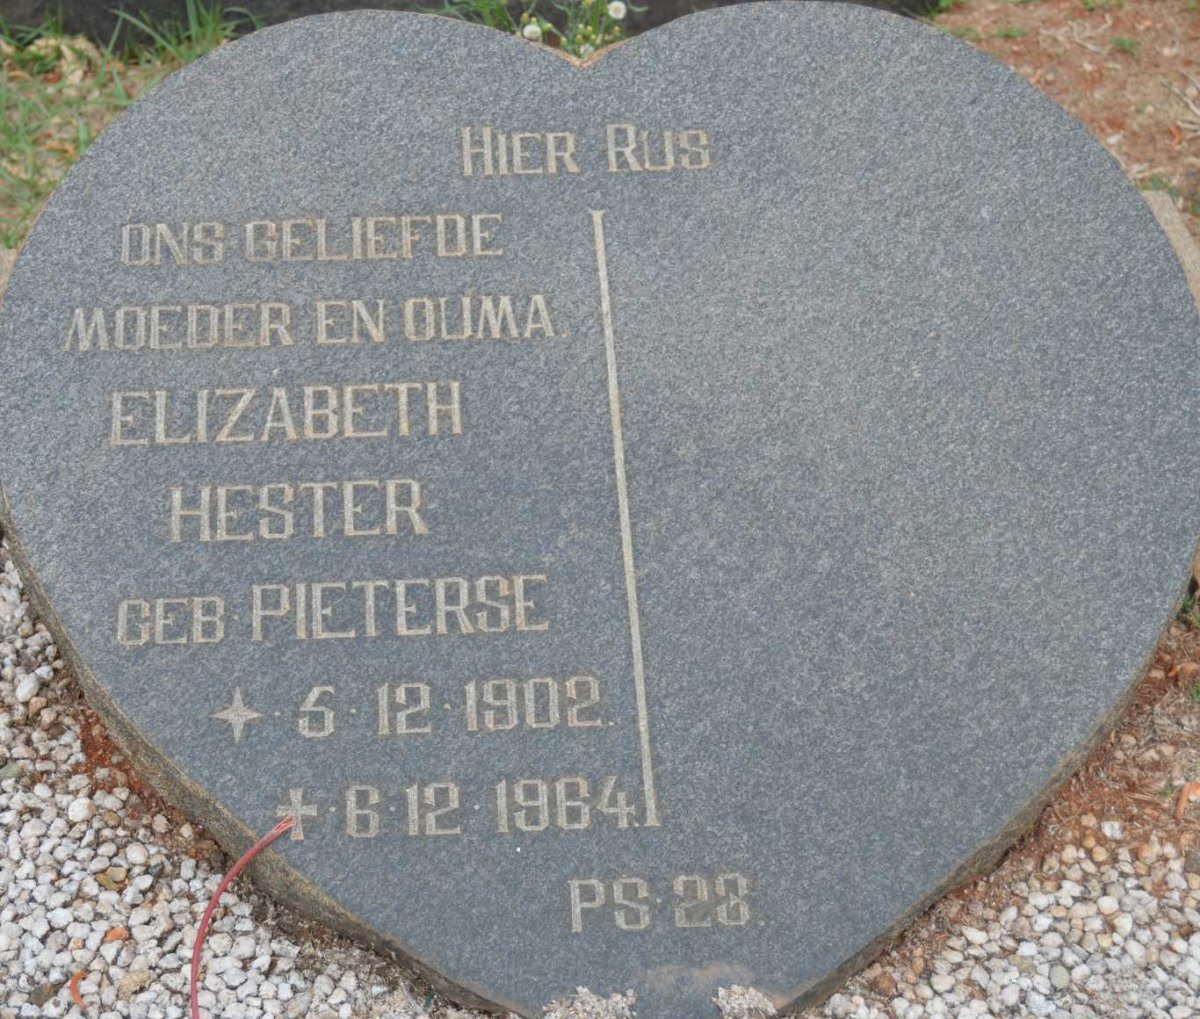 HIER RUS
ONS GELIEFDE
MOEDER EN OUMA.
ELIZABETH
HESTER
GEB. PIETERSE
5.12.1902.
6.12.1964.
PS.23.